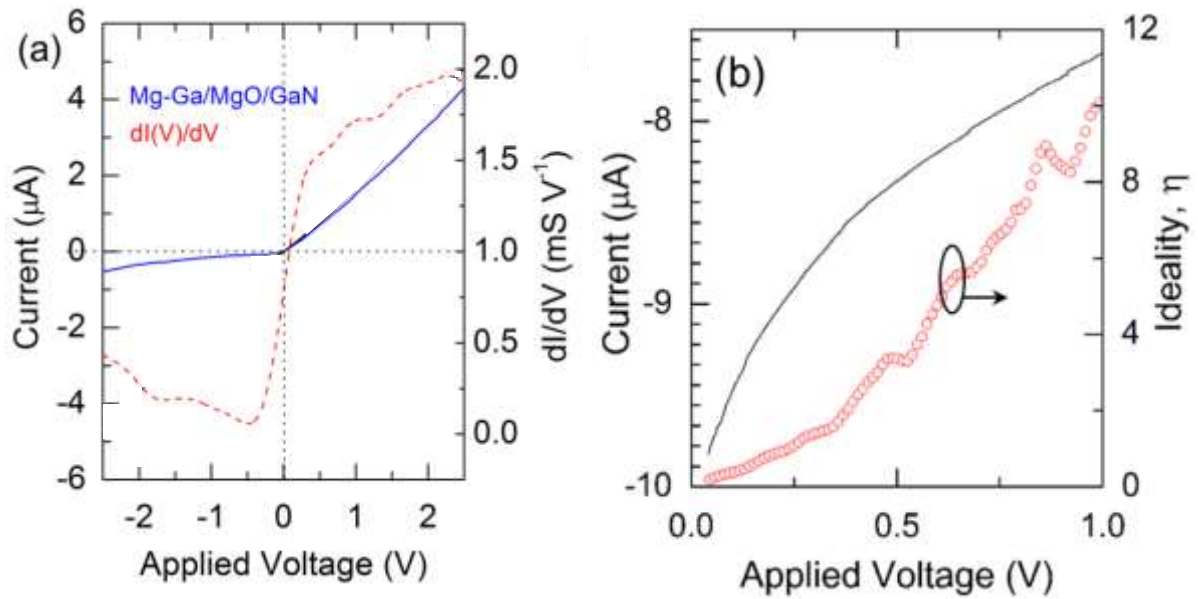 (a)
Mg-Ga/MgO/GaN
dI(V)/dV
Current (μA)
6
4
2
0
-2
-4
-6
2.0
1.5
1.0
0.5
0.0
dI/dV (mS V⁻¹)
-2 -1 0 1 2
Applied Voltage (V)
(b)
Current (μA)
-8
-9
-10
12
8
4
0
Ideality, η
0.0 0.5 1.0
Applied Voltage (V)